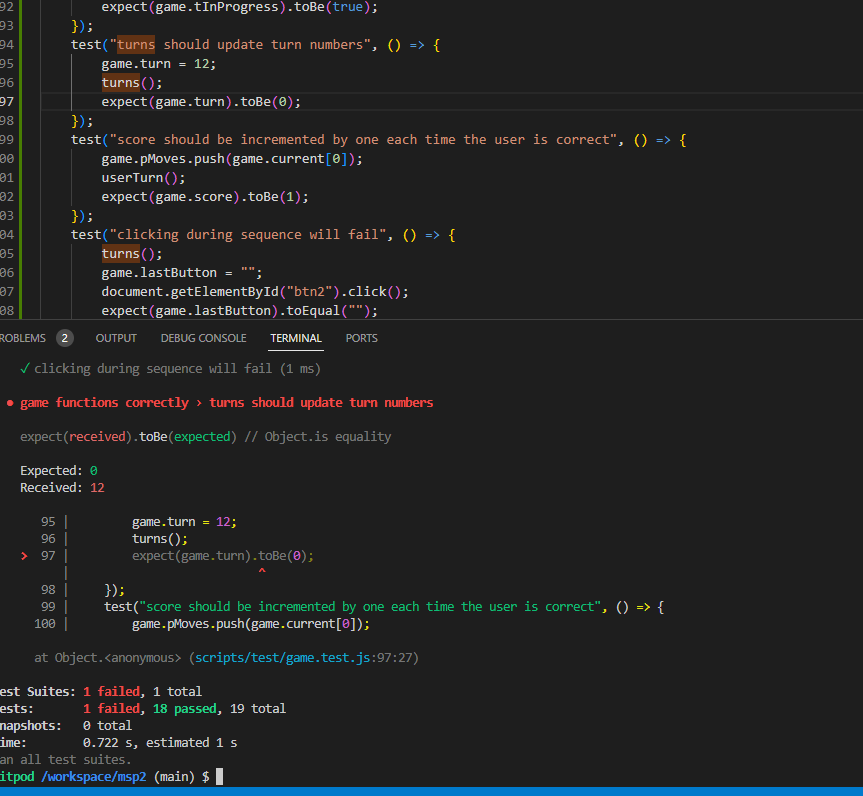 92 expect(game.tInProgress).toBe(true);
93 });
94 test("turns should update turn numbers", () => {
95 game.turn = 12;
96 turns();
97 expect(game.turn).toBe(0);
98 });
99 test("score should be incremented by one each time the user is correct", () => {
00 game.pMoves.push(game.current[0]);
01 userTurn();
02 expect(game.score).toBe(1);
03 });
04 test("clicking during sequence will fail", () => {
05 turns();
06 game.lastButton = "";
07 document.getElementById("btn2").click();
08 expect(game.lastButton).toEqual("");
ROBLEMS 2 OUTPUT DEBUG CONSOLE TERMINAL PORTS
✓ clicking during sequence will fail (1 ms)
● game functions correctly › turns should update turn numbers
expect(received).toBe(expected) // Object.is equality
Expected: 0
Received: 12
95 | game.turn = 12;
96 | turns();
> 97 | expect(game.turn).toBe(0);
| ^
98 | });
99 | test("score should be incremented by one each time the user is correct", () => {
100 | game.pMoves.push(game.current[0]);
at Object.<anonymous> (scripts/test/game.test.js:97:27)
est Suites: 1 failed, 1 total
ests: 1 failed, 18 passed, 19 total
napshots: 0 total
ime: 0.722 s, estimated 1 s
an all test suites.
itpod /workspace/msp2 (main) $